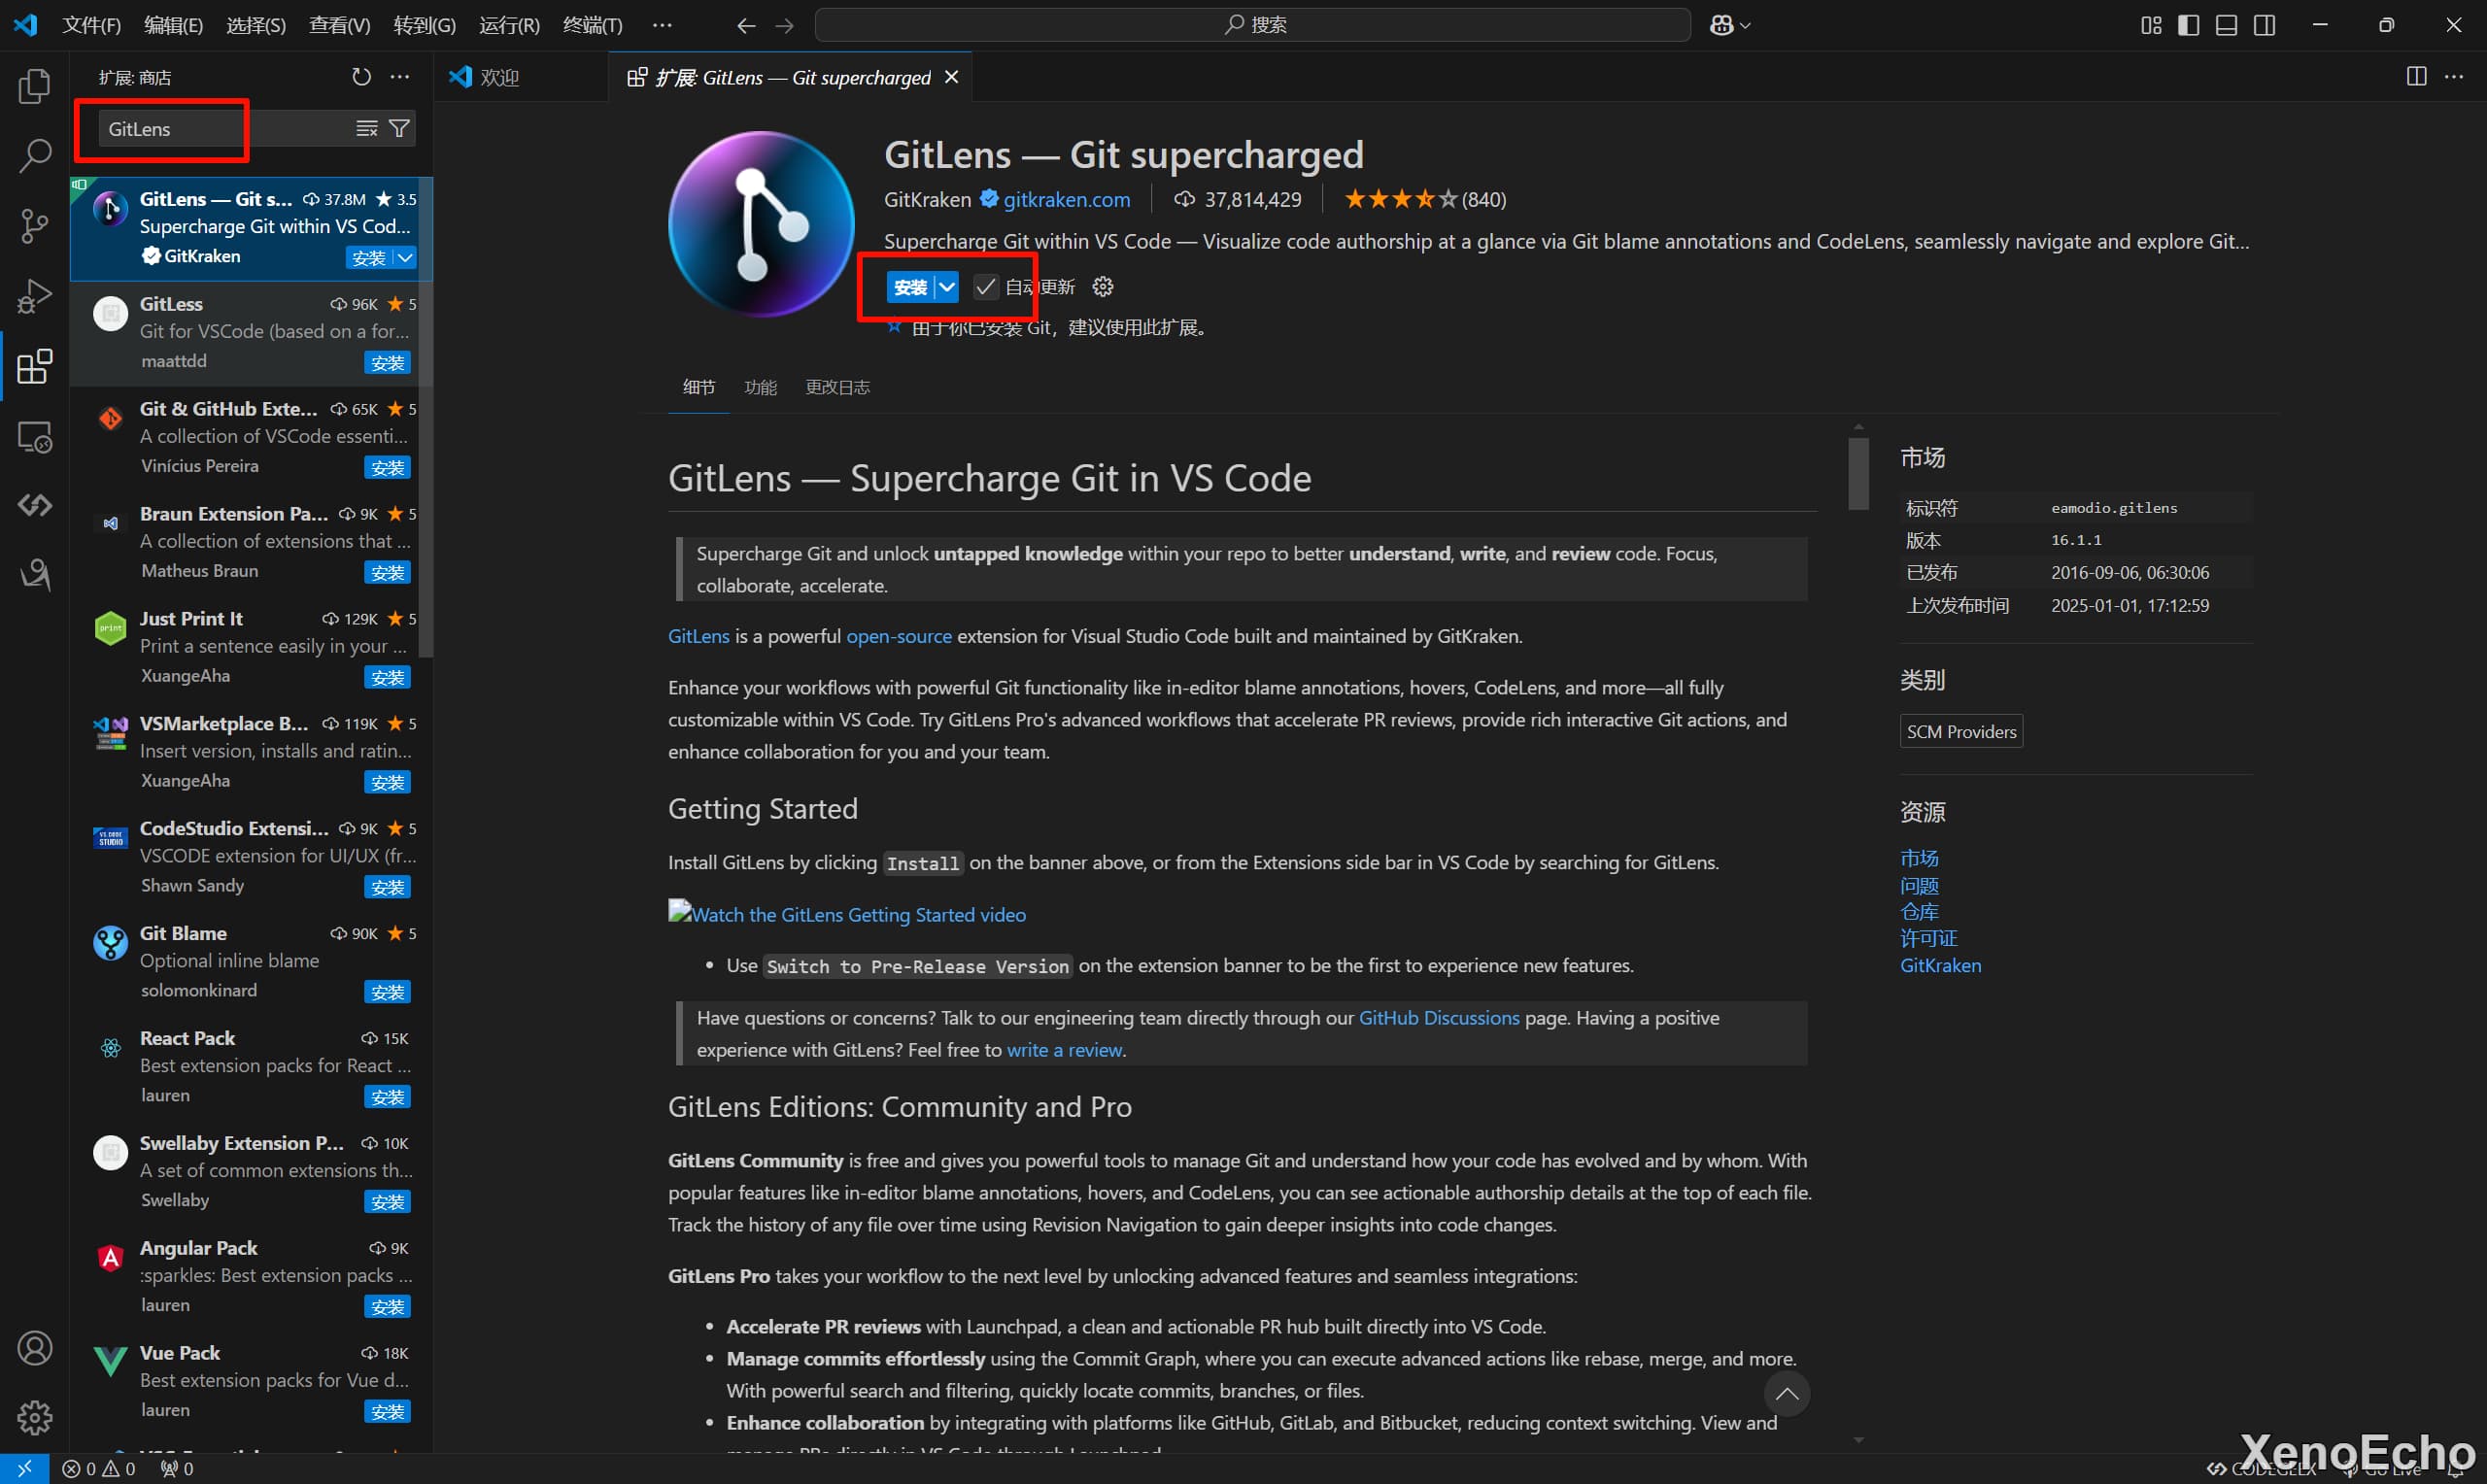 文件(F) 编辑(E) 选择(S) 查看(V) 转到(G) 运行(R) 终端(T) ··· 搜索
扩展: 商店
GitLens
GitLens — Git s... 37.8M 3.5
Supercharge Git within VS Cod...
GitKraken 安装
GitLess 96K 5
Git for VSCode (based on a for...
maattdd 安装
Git & GitHub Exte... 65K 5
A collection of VSCode essenti...
Vinícius Pereira 安装
Braun Extension Pa... 9K 5
A collection of extensions that ...
Matheus Braun 安装
print
Just Print It 129K 5
Print a sentence easily in your ...
XuangeAha 安装
VSMarketplace B... 119K 5
Insert version, installs and ratin...
XuangeAha 安装
CodeStudio Extensi... 9K 5
VSCODE extension for UI/UX (fr...
Shawn Sandy 安装
Git Blame 90K 5
Optional inline blame
solomonkinard 安装
React Pack 15K
Best extension packs for React ...
lauren 安装
Swellaby Extension P... 10K
A set of common extensions th...
Swellaby 安装
Angular Pack 9K
:sparkles: Best extension packs ...
lauren 安装
Vue Pack 18K
Best extension packs for Vue d...
lauren 安装
欢迎
扩展: GitLens — Git supercharged
GitLens — Git supercharged
GitKraken gitkraken.com 37,814,429 (840)
Supercharge Git within VS Code — Visualize code authorship at a glance via Git blame annotations and CodeLens, seamlessly navigate and explore Git...
安装 自动更新
由于你已安装 Git，建议使用此扩展。
细节 功能 更改日志
GitLens — Supercharge Git in VS Code
Supercharge Git and unlock untapped knowledge within your repo to better understand, write, and review code. Focus,
collaborate, accelerate.
GitLens is a powerful open-source extension for Visual Studio Code built and maintained by GitKraken.
Enhance your workflows with powerful Git functionality like in-editor blame annotations, hovers, CodeLens, and more—all fully
customizable within VS Code. Try GitLens Pro's advanced workflows that accelerate PR reviews, provide rich interactive Git actions, and
enhance collaboration for you and your team.
Getting Started
Install GitLens by clicking Install on the banner above, or from the Extensions side bar in VS Code by searching for GitLens.
Watch the GitLens Getting Started video
• Use Switch to Pre-Release Version on the extension banner to be the first to experience new features.
Have questions or concerns? Talk to our engineering team directly through our GitHub Discussions page. Having a positive
experience with GitLens? Feel free to write a review.
GitLens Editions: Community and Pro
GitLens Community is free and gives you powerful tools to manage Git and understand how your code has evolved and by whom. With
popular features like in-editor blame annotations, hovers, and CodeLens, you can see actionable authorship details at the top of each file.
Track the history of any file over time using Revision Navigation to gain deeper insights into code changes.
GitLens Pro takes your workflow to the next level by unlocking advanced features and seamless integrations:
• Accelerate PR reviews with Launchpad, a clean and actionable PR hub built directly into VS Code.
• Manage commits effortlessly using the Commit Graph, where you can execute advanced actions like rebase, merge, and more.
With powerful search and filtering, quickly locate commits, branches, or files.
• Enhance collaboration by integrating with platforms like GitHub, GitLab, and Bitbucket, reducing context switching. View and
manage PRs directly in VS Code through Launchpad.
市场
标识符 eamodio.gitlens
版本 16.1.1
已发布 2016-09-06, 06:30:06
上次发布时间 2025-01-01, 17:12:59
类别
SCM Providers
资源
市场
问题
仓库
许可证
GitKraken
0 0 0
CODEGEEX Go Live
XenoEcho